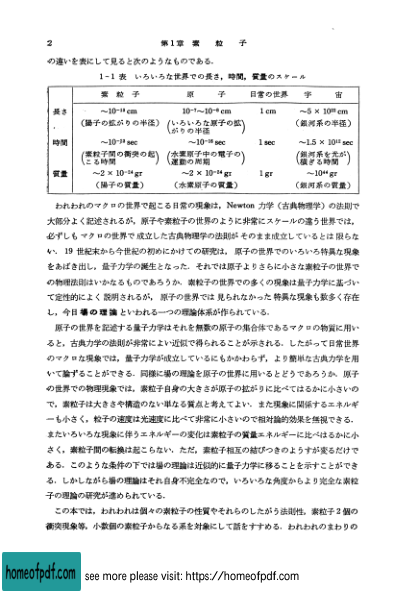 2 第1章 素 粒 子
の違いを表にして見ると次のようなものである.
1-1 表 いろいろな世界での長さ, 時間, 質量のスケール
素 粒 子 原 子 日常の世界 宇 宙
長さ ~10⁻¹³ cm 10⁻⁷~10⁻⁸ cm 1 cm ~5 × 10²² cm
(陽子の拡がりの半径) (いろいろな原子の拡がりの半径) (銀河系の半径)
時間 ~10⁻²³ sec ~10⁻¹⁶ sec 1 sec ~1.5 × 10¹³ sec
(素粒子間の衝突の起こる時間) (水素原子中の電子の運動の周期) (銀河系を光が横ぎる時間)
質量 ~2 × 10⁻²⁴ gr ~2 × 10⁻²⁴ gr 1 gr ~10⁴⁴ gr
(陽子の質量) (水素原子の質量) (銀河系の質量)
われわれのマクロの世界で起こる日常の現象は, Newton 力学 (古典物理学) の法則で
大部分よく記述されるが, 原子や素粒子の世界のように非常にスケールの違う世界では,
必ずしも マクロの世界で成立した古典物理学の法則が そのまま成立しているとは限らな
い. 19 世紀末から今世紀の初めにかけての研究は, 原子の世界でのいろいろ特異な現象
をあばき出し, 量子力学の誕生となった. それでは原子よりさらに小さな素粒子の世界で
の物理法則はいかなるものであろうか. 素粒子の世界での多くの現象は量子力学に基づい
て定性的によく 説明されるが, 原子の世界では 見られなかった 特異な現象も数多く存在
し, 今日 場の理論 といわれる一つの理論体系が作られている.
原子の世界を記述する量子力学はそれを無数の原子の集合体であるマクロの物質に用い
ると, 古典力学の法則が非常によい近似で得られることが示される. したがって日常世界
のマクロな現象では, 量子力学が成立しているにもかかわらず, より簡単な古典力学を用
いて論ずることができる. 同様に場の理論を原子の世界に用いるとどうであろうか. 原子
の世界での物理現象では, 素粒子自身の大きさが原子の拡がりに比べてはるかに小さいの
で, 素粒子は大きさや構造のない単なる質点と考えてよい. また現象に関係するエネルギ
ーも小さく, 粒子の速度は光速度に比べて非常に小さいので相対論的効果を無視できる.
またいろいろな現象に伴うエネルギーの変化は素粒子の質量エネルギーに比べはるかに小
さく, 素粒子間の転換は起こらない. ただ, 素粒子相互の結びつきのようすが変るだけで
ある. このような条件の下では場の理論は近似的に量子力学に移ることを示すことができ
る. しかしながら場の理論はそれ自身不完全なので, いろいろな角度からより完全な素粒
子の理論の研究が進められている.
この本では, われわれは個々の素粒子の性質やそれらのしたがう法則性, 素粒子 2 個の
衝突現象等, 小数個の素粒子からなる系を対象にして話をすすめる. われわれのまわりの
homeofpdf.com see more please visit: https://homeofpdf.com